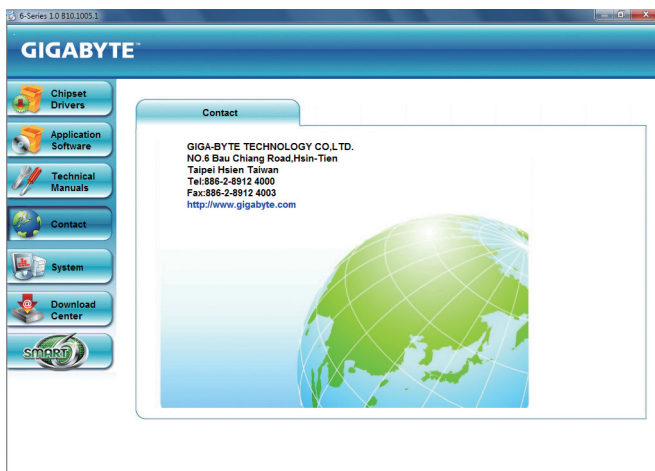 6-Series 1.0 B10.1005.1
GIGABYTE™
Chipset
Drivers
Application
Software
Technical
Manuals
Contact
System
Download
Center
SMART 6
Contact
GIGA-BYTE TECHNOLOGY CO,LTD.
NO.6 Bau Chiang Road,Hsin-Tien
Taipei Hsien Taiwan
Tel:886-2-8912 4000
Fax:886-2-8912 4003
http://www.gigabyte.com